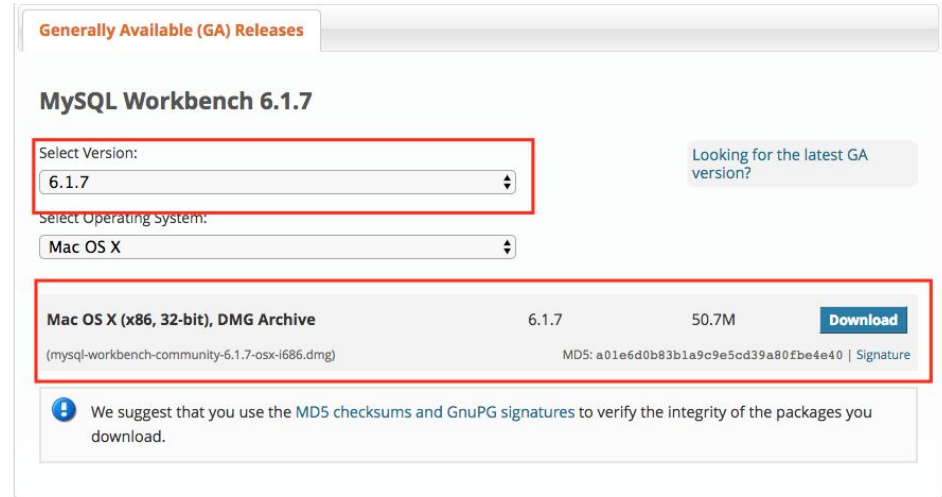 Generally Available (GA) Releases
MySQL Workbench 6.1.7
Select Version:
6.1.7
Looking for the latest GA
version?
Select Operating System:
Mac OS X
Mac OS X (x86, 32-bit), DMG Archive 6.1.7 50.7M Download
(mysql-workbench-community-6.1.7-osx-i686.dmg) MD5: a01e6d0b83b1a9c9e5cd39a80fbe4e40 | Signature
We suggest that you use the MD5 checksums and GnuPG signatures to verify the integrity of the packages you
download.